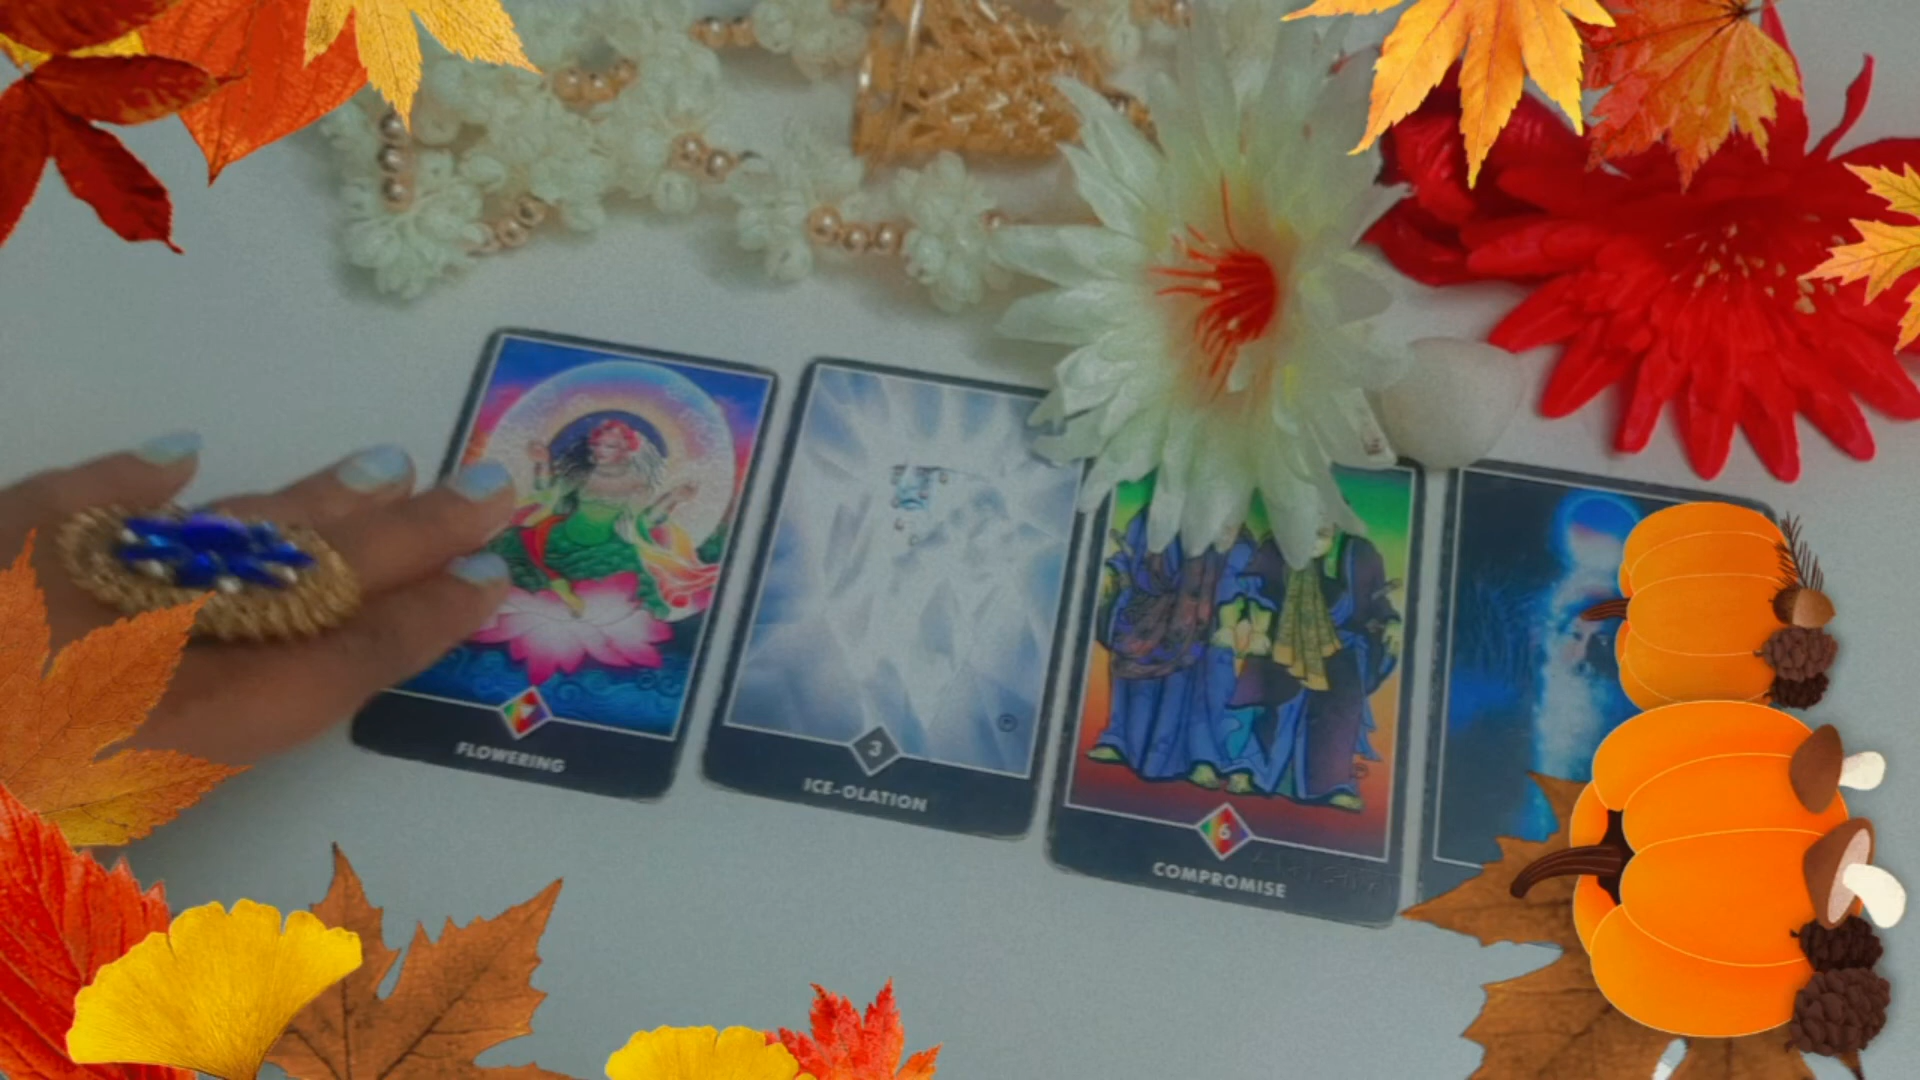 FLOWERING
3
ICE-OLATION
6
COMPROMISE